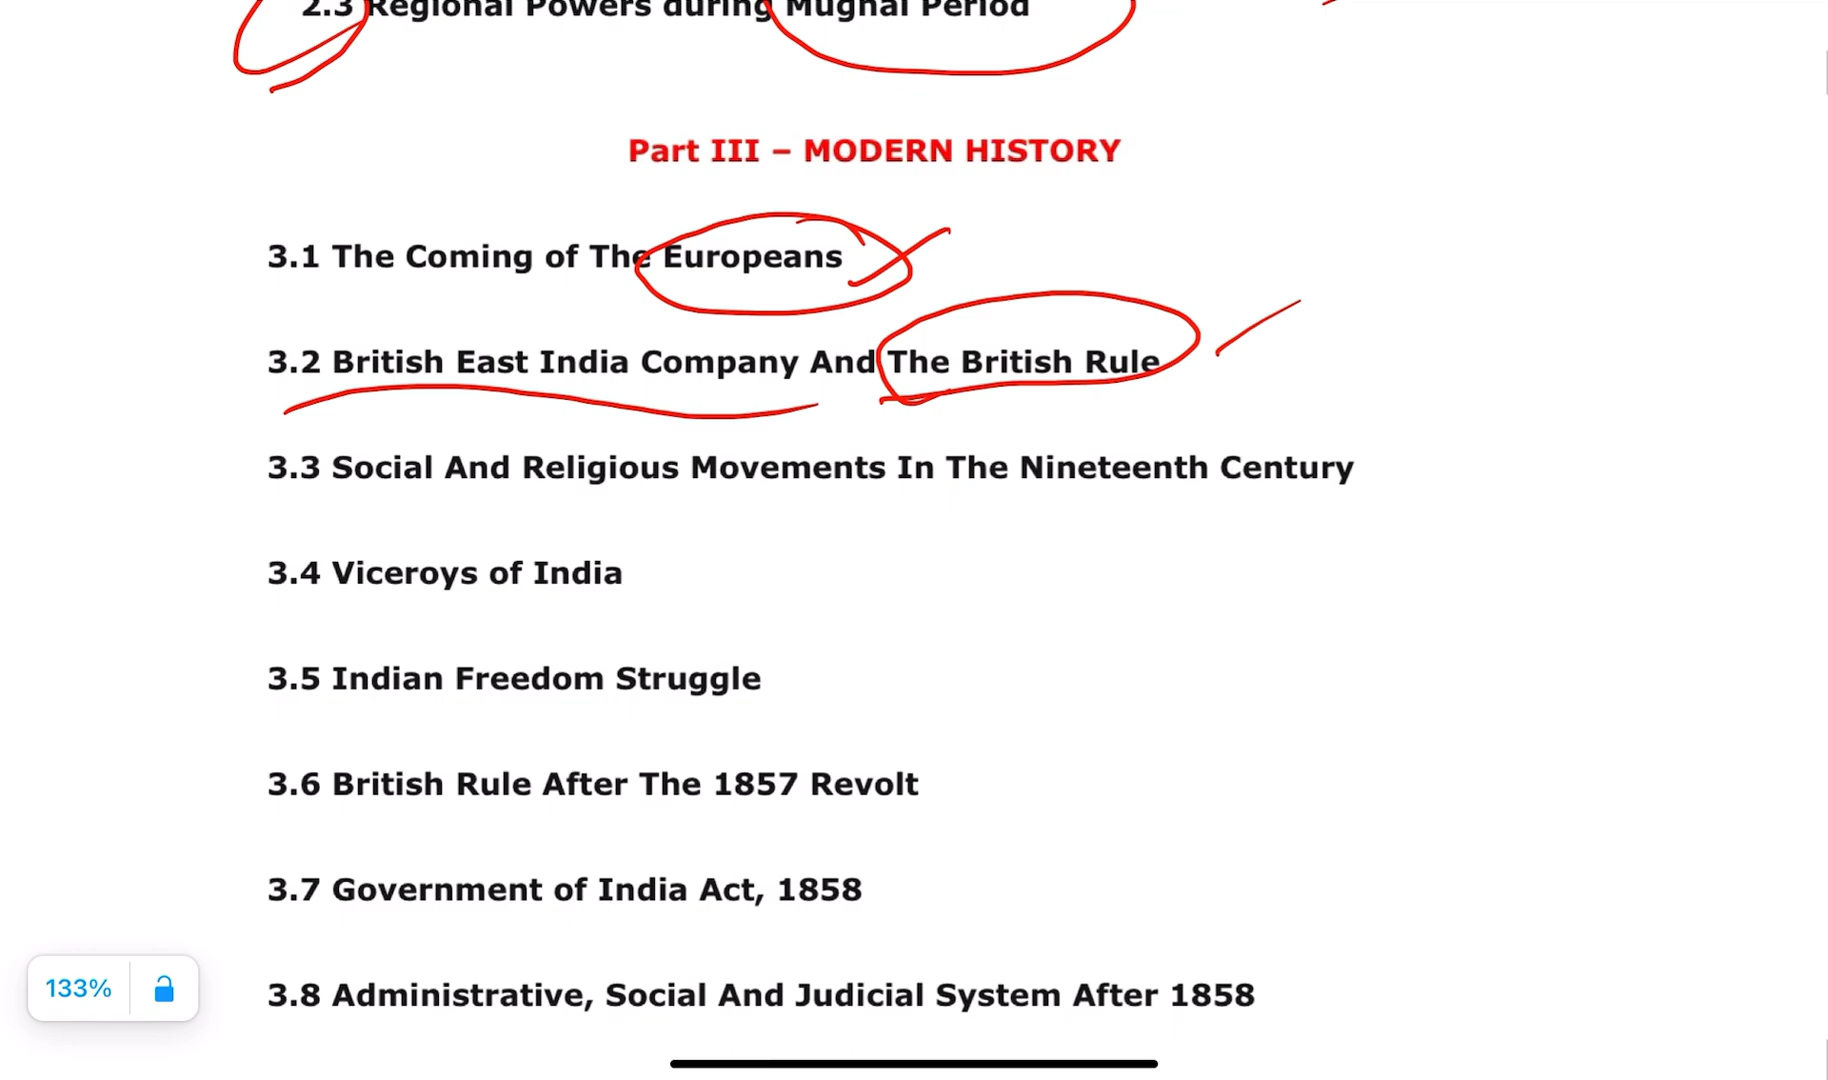 2.3 Regional Powers during Mughal Period
Part III – MODERN HISTORY
3.1 The Coming of The Europeans
3.2 British East India Company And The British Rule
3.3 Social And Religious Movements In The Nineteenth Century
3.4 Viceroys of India
3.5 Indian Freedom Struggle
3.6 British Rule After The 1857 Revolt
3.7 Government of India Act, 1858
133%
3.8 Administrative, Social And Judicial System After 1858